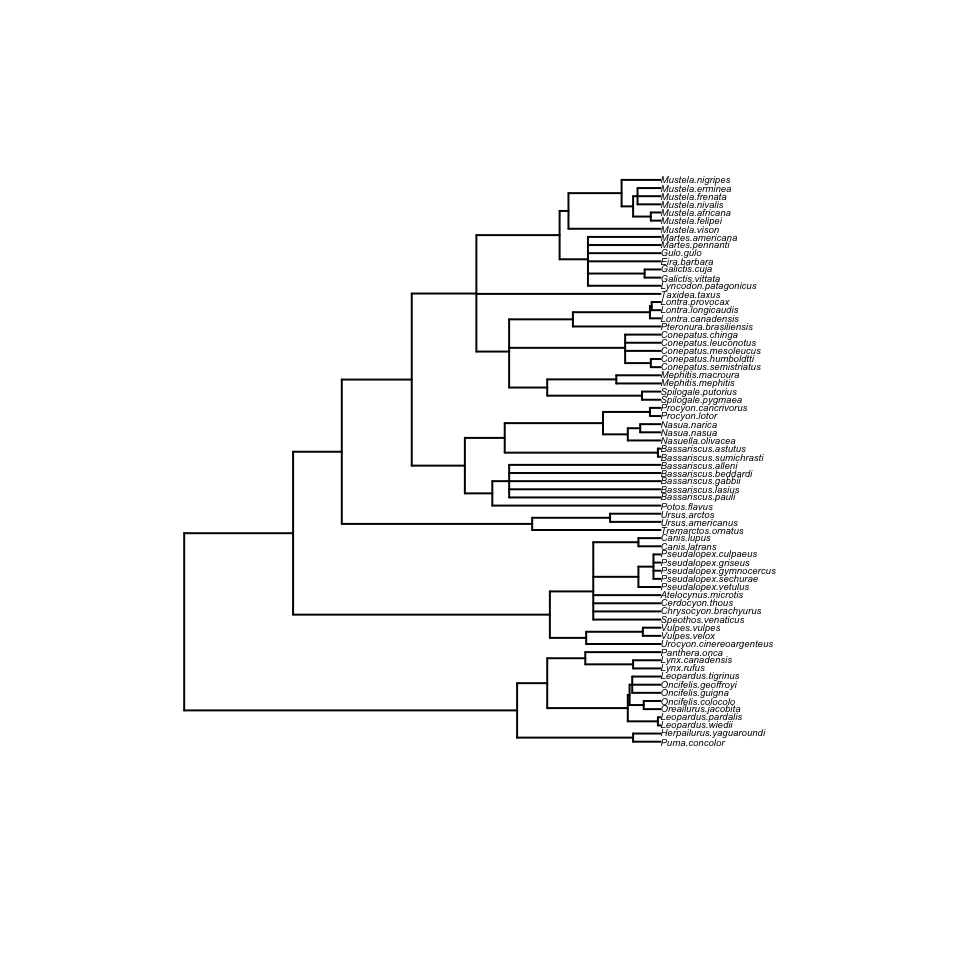 Mustela.nigripes
Mustela.erminea
Mustela.frenata
Mustela.nivalis
Mustela.africana
Mustela.felipei
Mustela.vison
Martes.americana
Martes.pennanti
Gulo.gulo
Eira.barbara
Galictis.cuja
Galictis.vittata
Lyncodon.patagonicus
Taxidea.taxus
Lontra.provocax
Lontra.longicaudis
Lontra.canadensis
Pteronura.brasiliensis
Conepatus.chinga
Conepatus.leuconotus
Conepatus.mesoleucus
Conepatus.humboldtti
Conepatus.semistriatus
Mephitis.macroura
Mephitis.mephitis
Spilogale.putorius
Spilogale.pygmaea
Procyon.cancrivorus
Procyon.lotor
Nasua.narica
Nasua.nasua
Nasuella.olivacea
Bassariscus.astutus
Bassariscus.sumichrasti
Bassariscus.alleni
Bassariscus.beddardi
Bassariscus.gabbii
Bassariscus.lasius
Bassariscus.pauli
Potos.flavus
Ursus.arctos
Ursus.americanus
Tremarctos.ornatus
Canis.lupus
Canis.latrans
Pseudalopex.culpaeus
Pseudalopex.griseus
Pseudalopex.gymnocercus
Pseudalopex.sechurae
Pseudalopex.vetulus
Atelocynus.microtis
Cerdocyon.thous
Chrysocyon.brachyurus
Speothos.venaticus
Vulpes.vulpes
Vulpes.velox
Urocyon.cinereoargenteus
Panthera.onca
Lynx.canadensis
Lynx.rufus
Leopardus.tigrinus
Oncifelis.geoffroyi
Oncifelis.guigna
Oncifelis.colocolo
Oreailurus.jacobita
Leopardus.pardalis
Leopardus.wiedii
Herpailurus.yaguaroundi
Puma.concolor